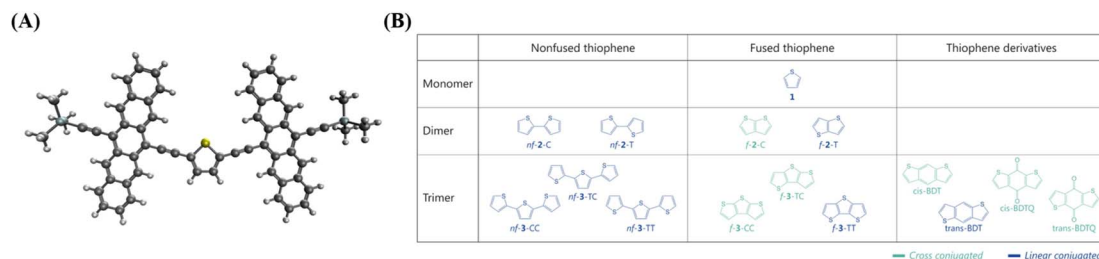 (A)
(B)
Nonfused thiophene Fused thiophene Thiophene derivatives
Monomer
S
1
Dimer
S S S S S S S S
nf-2-C nf-2-T f-2-C f-2-T
Trimer
S S S
nf-3-TC
S S S
nf-3-CC
S S S
nf-3-TT
S S S
f-3-TC
S S S
f-3-CC
S S S
f-3-TT
S S
cis-BDT
S S
trans-BDT
O S S O
cis-BDTQ
O S S O
trans-BDTQ
Cross conjugated Linear conjugated